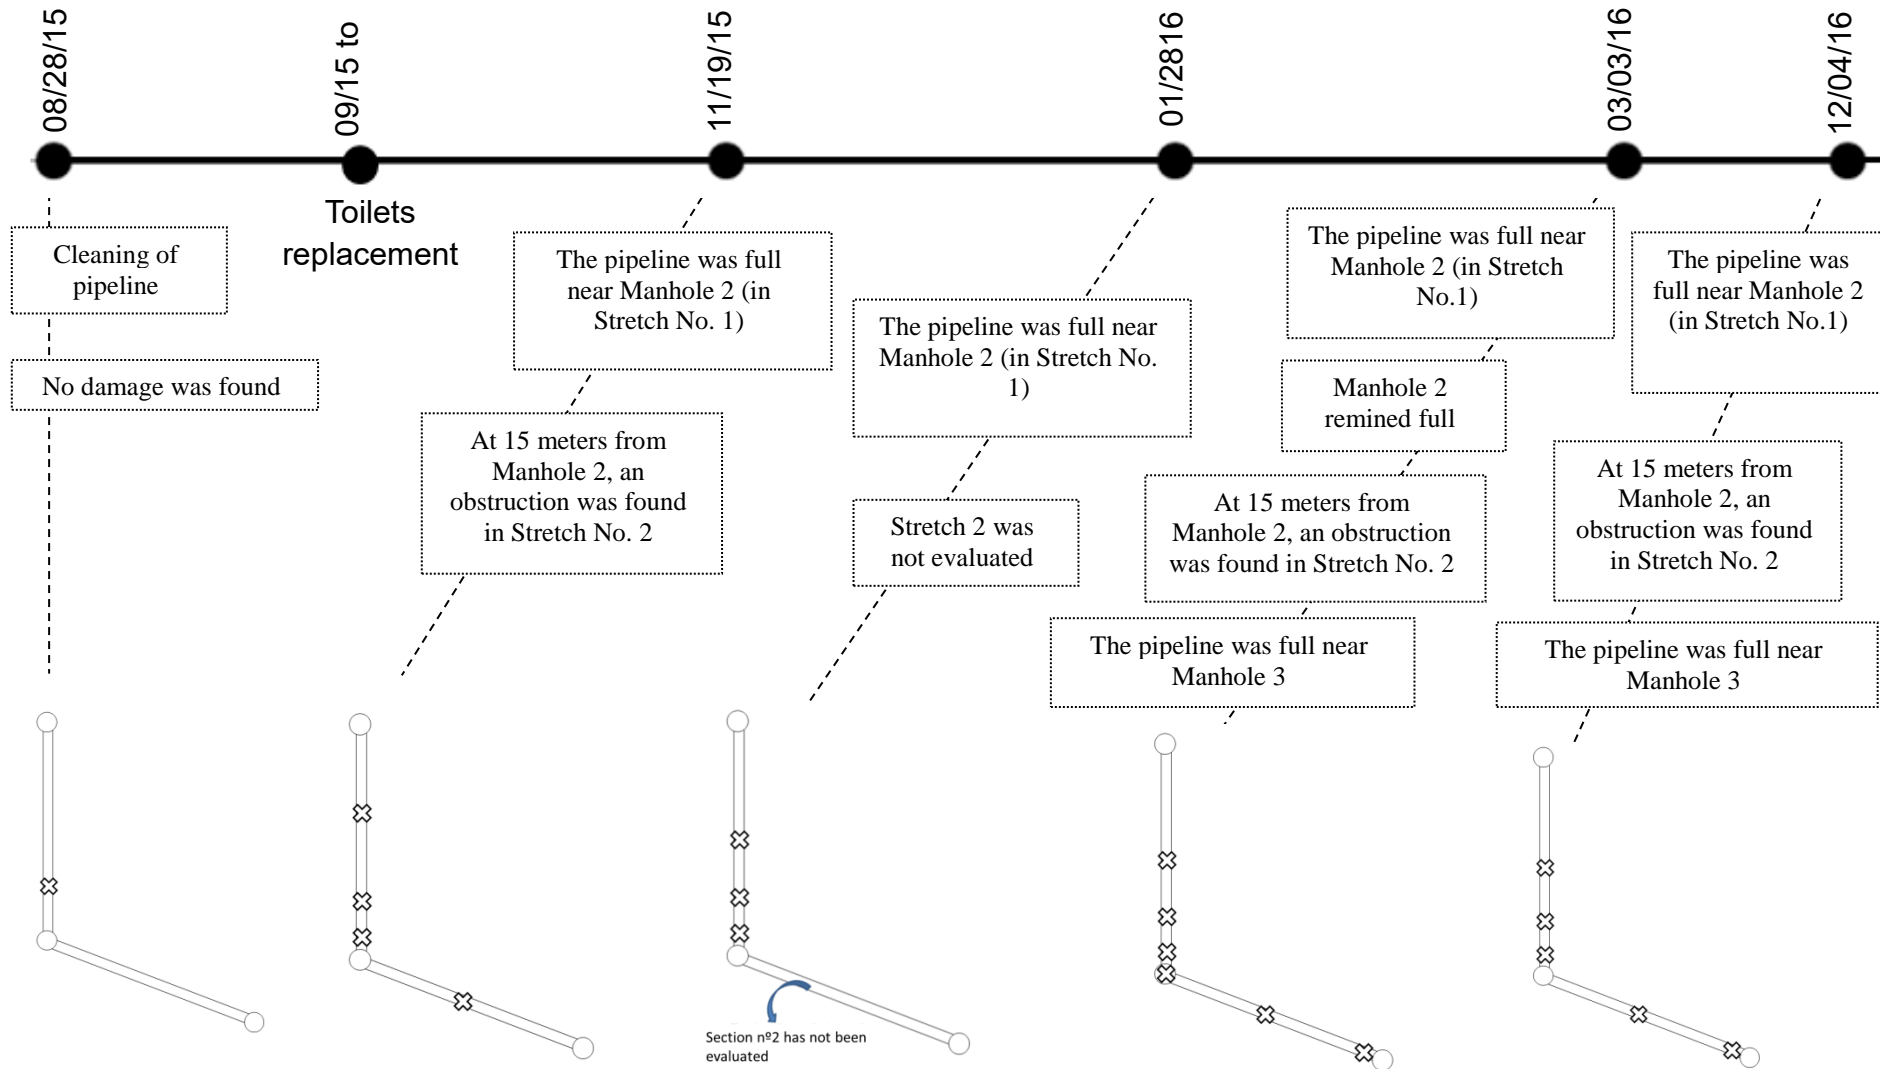 08/28/15
09/15 to
11/19/15
01/2816
03/03/16
12/04/16
Toilets
replacement
Cleaning of
pipeline
No damage was found
The pipeline was full
near Manhole 2 (in
Stretch No. 1)
At 15 meters from
Manhole 2, an
obstruction was found
in Stretch No. 2
The pipeline was full near
Manhole 2 (in Stretch No.
1)
Stretch 2 was
not evaluated
The pipeline was full near
Manhole 2 (in Stretch
No.1)
Manhole 2
remined full
At 15 meters from
Manhole 2, an obstruction
was found in Stretch No. 2
The pipeline was full near
Manhole 3
The pipeline was
full near Manhole 2
(in Stretch No.1)
At 15 meters from
Manhole 2, an
obstruction was found
in Stretch No. 2
The pipeline was full near
Manhole 3
Section nº2 has not been
evaluated